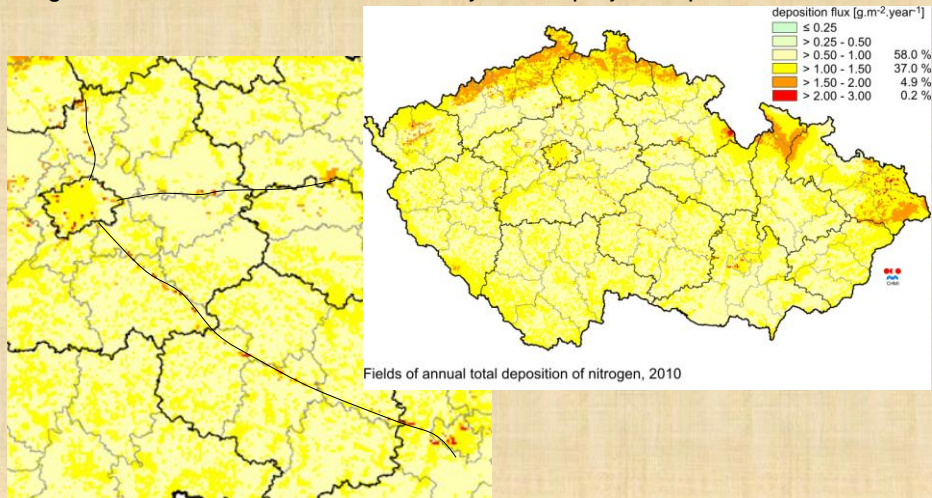 deposition flux [g.m-2.year-1]
≤ 0.25
> 0.25 - 0.50
> 0.50 - 1.00 58.0 %
> 1.00 - 1.50 37.0 %
> 1.50 - 2.00 4.9 %
> 2.00 - 3.00 0.2 %
CHMI
Fields of annual total deposition of nitrogen, 2010